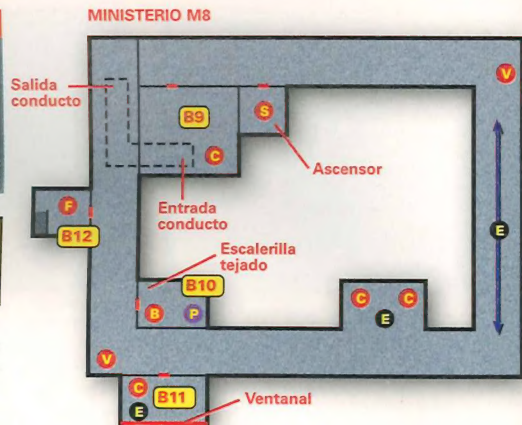 MINISTERIO M8
V
Salida
conducto
B9
S
C
Ascensor
F
Entrada
conducto
E
B12
Escalerilla
tejado
B10
C
C
B
P
E
V
C
B11
Ventanal
E